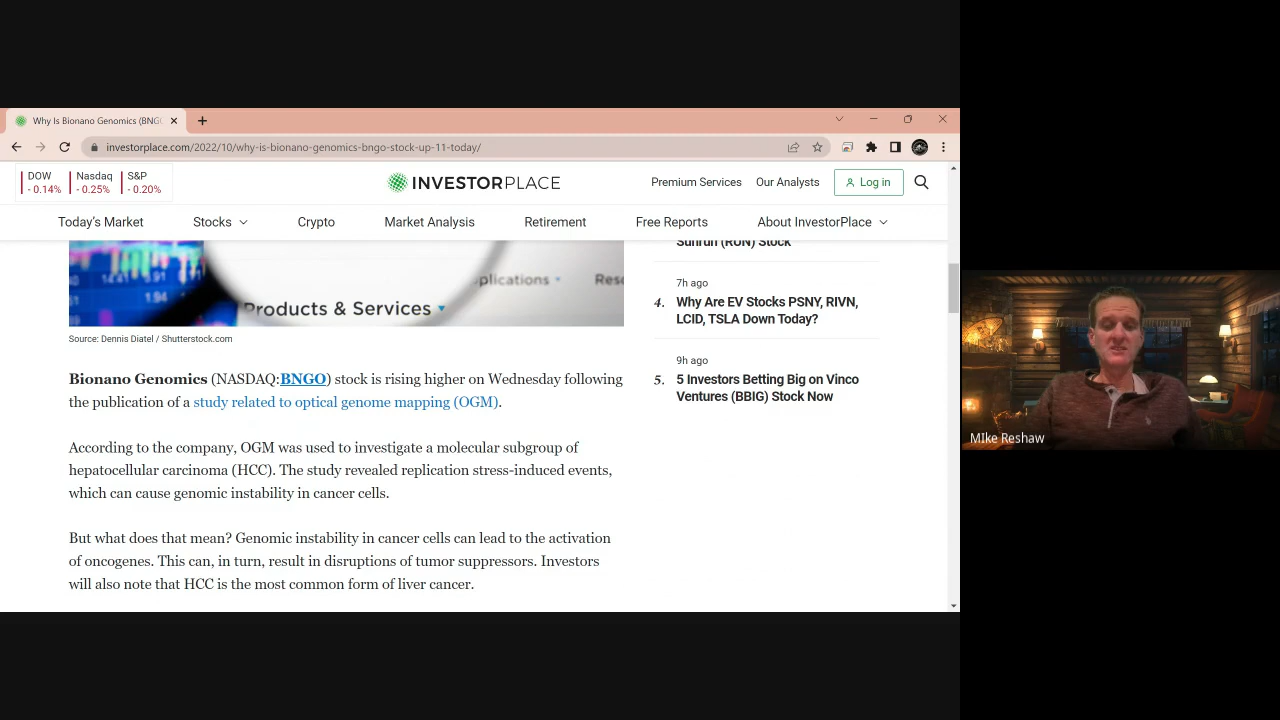 Why Is Bionano Genomics (BNG
investorplace.com/2022/10/why-is-bionano-genomics-bngo-stock-up-11-today/
DOW Nasdaq S&P
- 0.14% - 0.25% - 0.20%
INVESTORPLACE
Premium Services Our Analysts Log in
Today's Market Stocks Crypto Market Analysis Retirement Free Reports About InvestorPlace
Sunrun (RUN) Stock
14.41 5.91
1.94
plications
Products & Services
Source: Dennis Diatel / Shutterstock.com
7h ago
4. Why Are EV Stocks PSNY, RIVN,
LCID, TSLA Down Today?
9h ago
5. 5 Investors Betting Big on Vinco
Ventures (BBIG) Stock Now
Bionano Genomics (NASDAQ:BNGO) stock is rising higher on Wednesday following
the publication of a study related to optical genome mapping (OGM).
According to the company, OGM was used to investigate a molecular subgroup of
hepatocellular carcinoma (HCC). The study revealed replication stress-induced events,
which can cause genomic instability in cancer cells.
But what does that mean? Genomic instability in cancer cells can lead to the activation
of oncogenes. This can, in turn, result in disruptions of tumor suppressors. Investors
will also note that HCC is the most common form of liver cancer.
MIke Reshaw